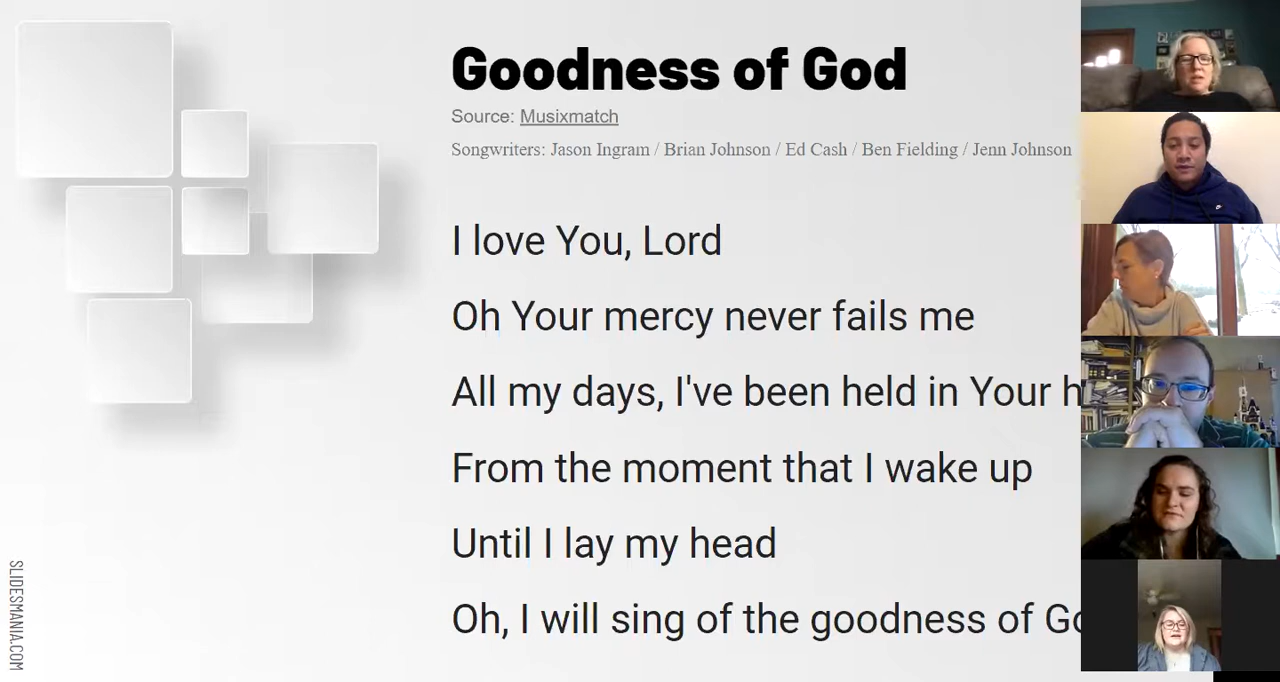 Goodness of God
Source: Musixmatch
Songwriters: Jason Ingram / Brian Johnson / Ed Cash / Ben Fielding / Jenn Johnson
I love You, Lord
Oh Your mercy never fails me
All my days, I've been held in Your
From the moment that I wake up
Until I lay my head
Oh, I will sing of the goodness of
SLIDESMANIA.COM